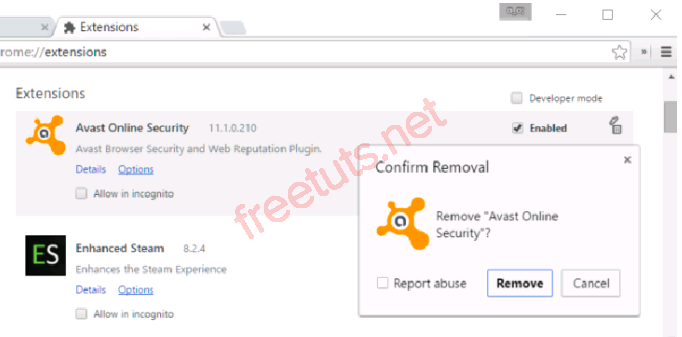 Extensions
rome://extensions
Extensions
Developer mode
Avast Online Security 11.1.0.210
Enabled
Avast Browser Security and Web Reputation Plugin.
Details Options
Allow in incognito
Confirm Removal
Remove "Avast Online
Security"?
Report abuse
Remove
Cancel
ES
Enhanced Steam 8.2.4
Enhances the Steam Experience
Details Options
Allow in incognito
freetuts.net